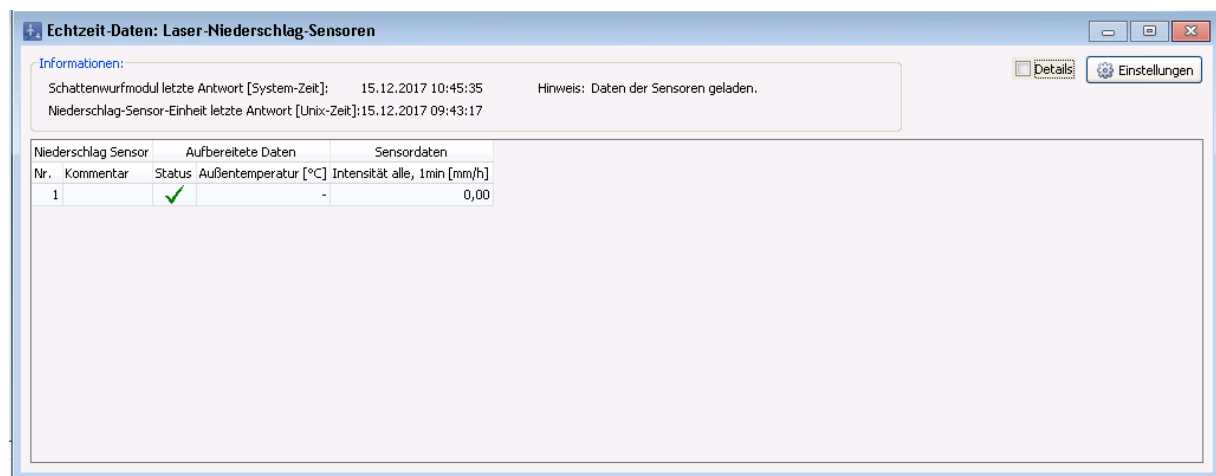 Echtzeit-Daten: Laser-Niederschlag-Sensoren
Informationen:
Schattenwurfmodul letzte Antwort [System-Zeit]: 15.12.2017 10:45:35 Hinweis: Daten der Sensoren geladen.
Niederschlag-Sensor-Einheit letzte Antwort [Unix-Zeit]:15.12.2017 09:43:17
Details Einstellungen
Niederschlag Sensor Aufbereitete Daten Sensordaten
Nr. Kommentar Status Außentemperatur [°C] Intensität alle, 1min [mm/h]
1 - 0,00